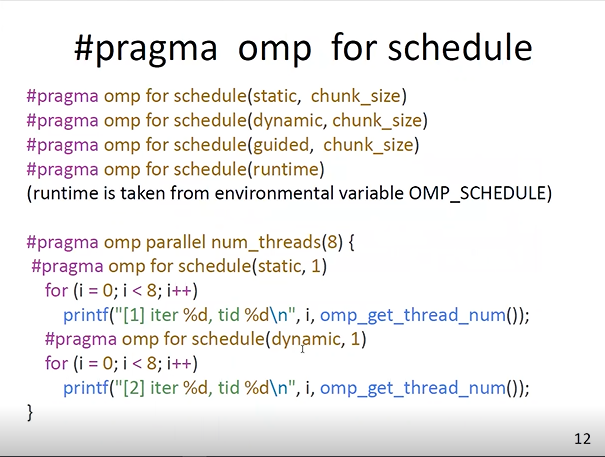 #pragma omp for schedule
#pragma omp for schedule(static, chunk_size)
#pragma omp for schedule(dynamic, chunk_size)
#pragma omp for schedule(guided, chunk_size)
#pragma omp for schedule(runtime)
(runtime is taken from environmental variable OMP_SCHEDULE)
#pragma omp parallel num_threads(8) {
#pragma omp for schedule(static, 1)
for (i = 0; i < 8; i++)
printf("[1] iter %d, tid %d\n", i, omp_get_thread_num());
#pragma omp for schedule(dynamic, 1)
for (i = 0; i < 8; i++)
printf("[2] iter %d, tid %d\n", i, omp_get_thread_num());
}
12